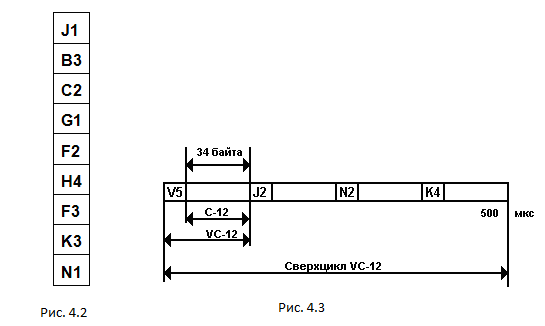 J1
B3
C2
G1
F2
H4
F3
K3
N1
Рис. 4.2
34 байта
V5 J2 N2 K4
С-12
500 мкс
VC-12
Сверхцикл VC-12
Рис. 4.3